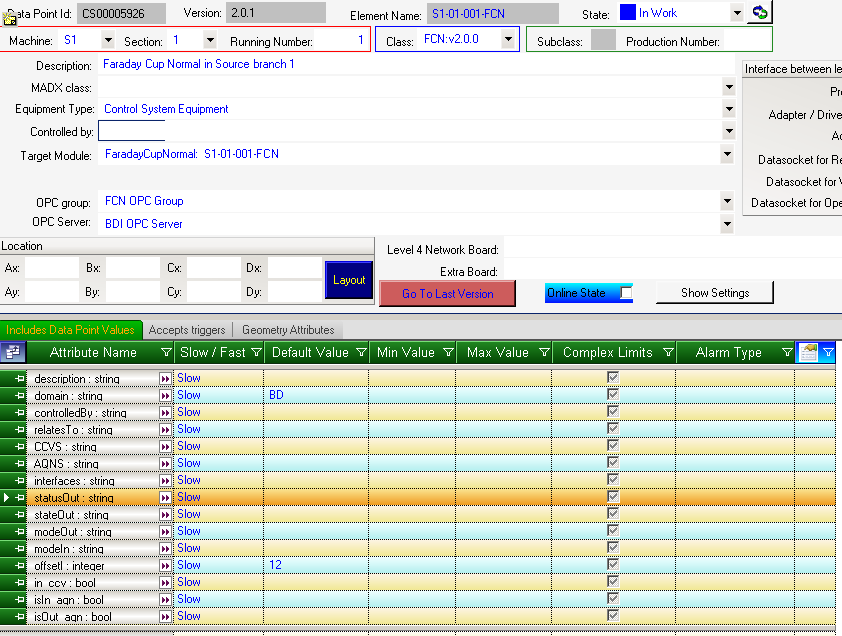 Data Point Id: CS00005926 Version: 2.0.1 Element Name: S1-01-001-FCN State: In Work
Machine: S1 Section: 1 Running Number: 1 Class: FCN:v2.0.0 Subclass: Production Number:
Description: Faraday Cup Normal in Source branch 1
Interface between le
MADX class:
Pr
Equipment Type: Control System Equipment
Adapter / Drive
Controlled by:
Ac
Target Module: FaradayCupNormal: S1-01-001-FCN
Datasocket for Re
Datasocket for V
OPC group: FCN OPC Group
Datasocket for Ope
OPC Server: BDI OPC Server
Location
Level 4 Network Board:
Ax: Bx: Cx: Dx: Layout
Extra Board:
Ay: By: Cy: Dy:
Go To Last Version Online State Show Settings
Includes Data Point Values Accepts triggers Geometry Attributes
Attribute Name Slow / Fast Default Value Min Value Max Value Complex Limits Alarm Type
description : string Slow
domain : string Slow BD
controlledBy : string Slow
relatesTo : string Slow
CCVS : string Slow
AQNS : string Slow
interfaces : string Slow
statusOut : string Slow
stateOut : string Slow
modeOut : string Slow
modeIn : string Slow
offsetI : integer Slow 12
in_ccv : bool Slow
isIn_aqn : bool Slow
isOut_aqn : bool Slow